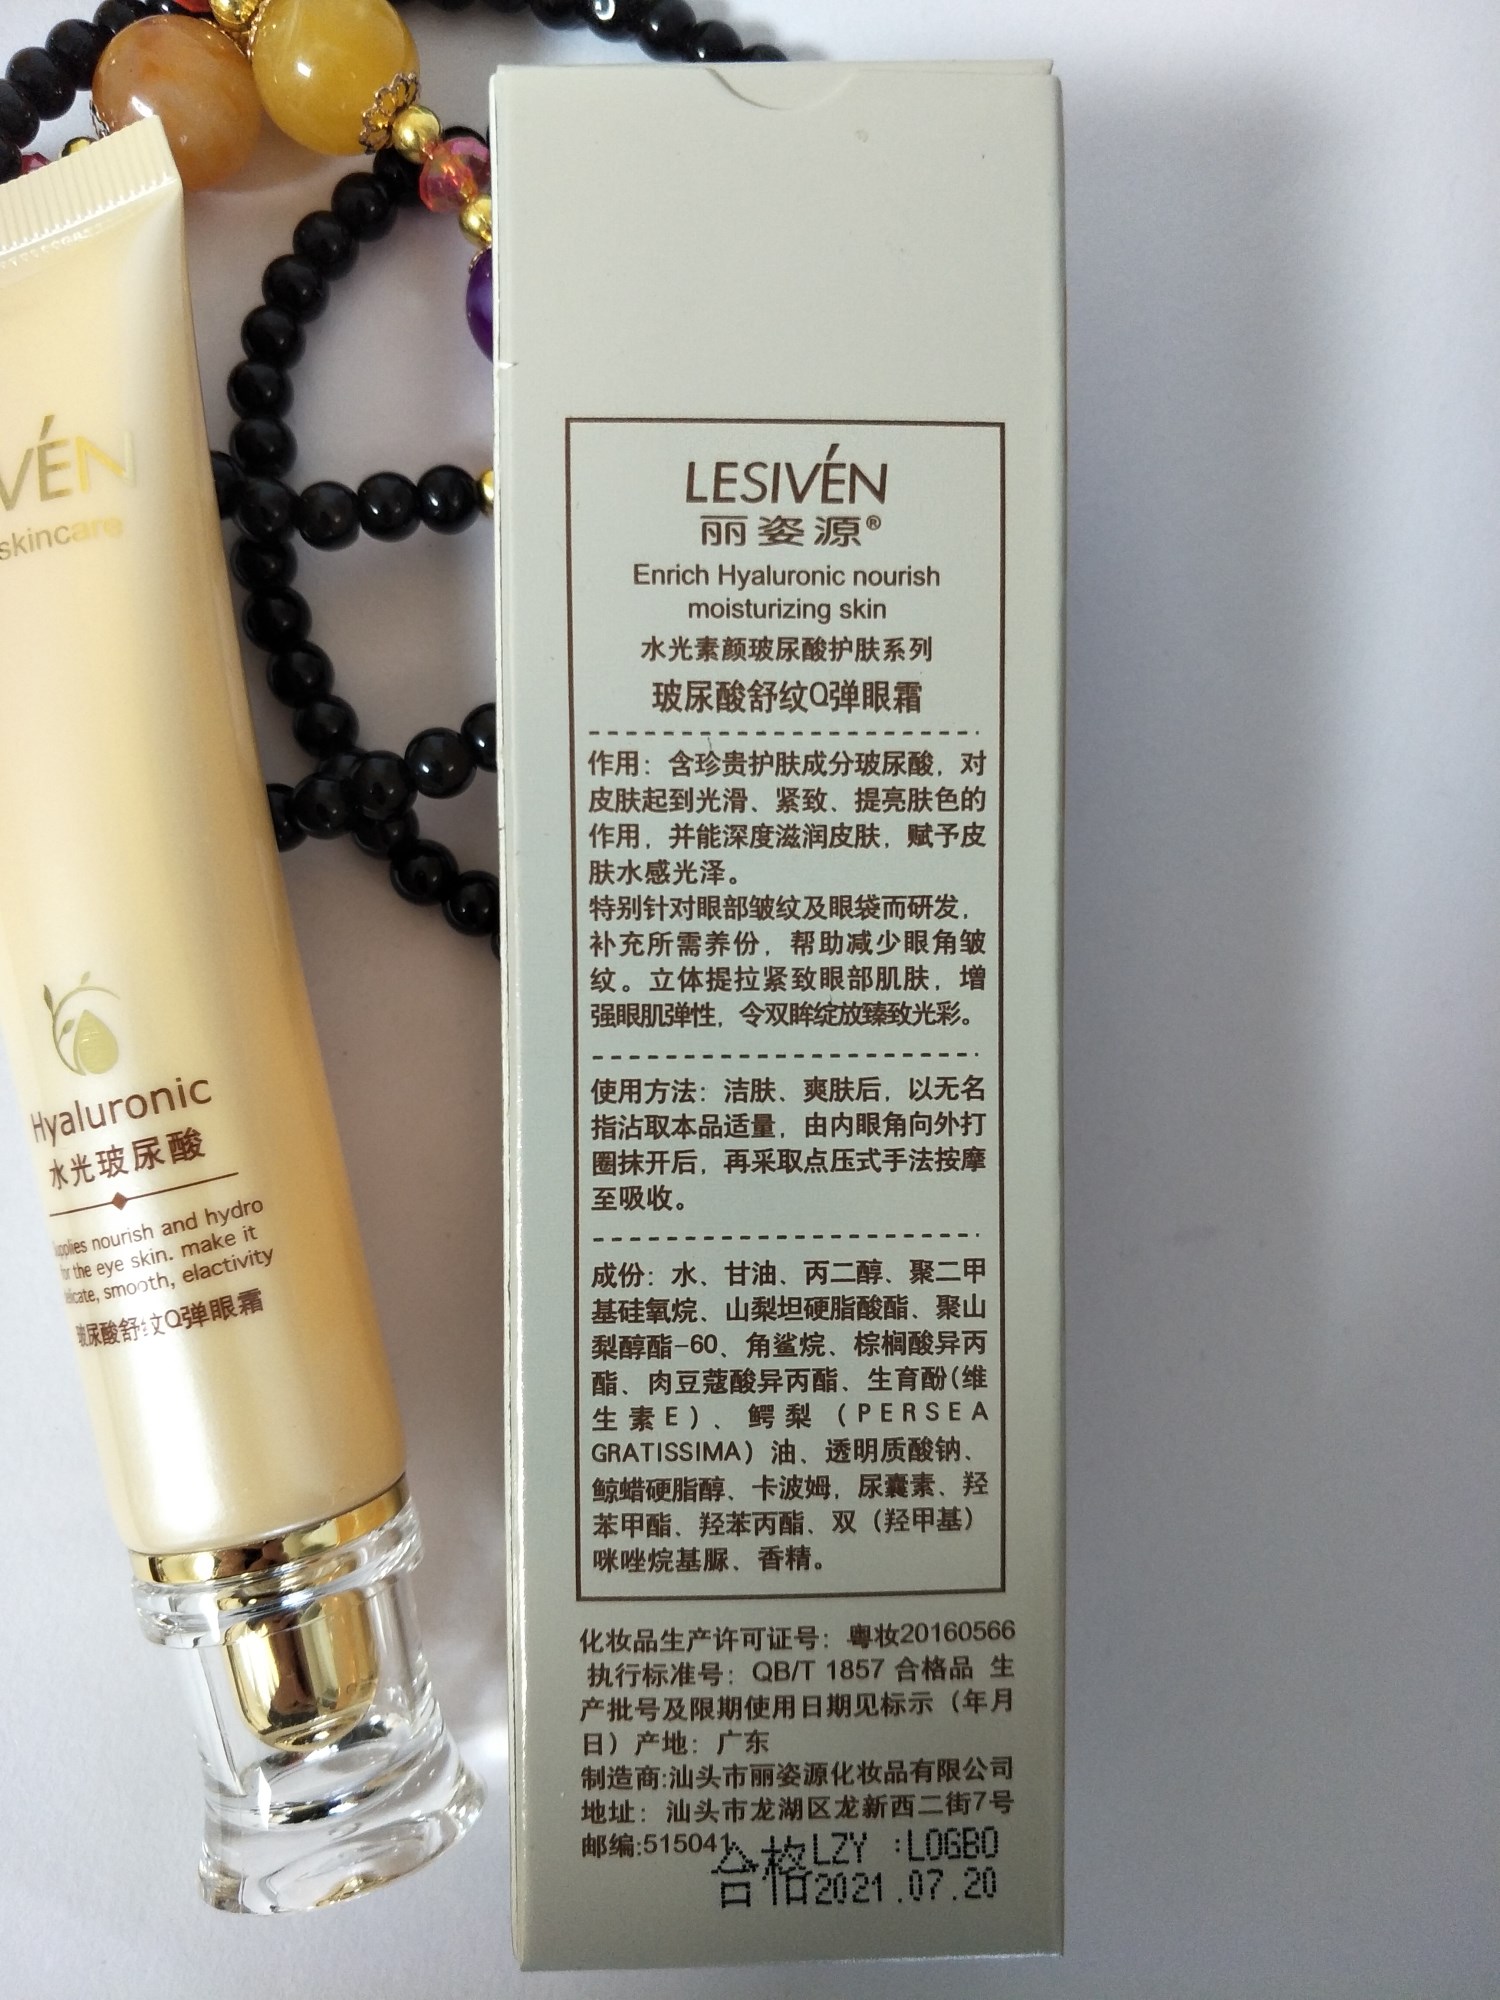 VÉN
skincare
Hyaluronic
水光玻尿酸
nourish and hydro
the eye skin. make it
smooth, elactivity
玻尿酸舒纹Q弹眼霜
LESIVÉN
丽姿源®
Enrich Hyaluronic nourish
moisturizing skin
水光素颜玻尿酸护肤系列
玻尿酸舒纹Q弹眼霜
作用：含珍贵护肤成分玻尿酸，对
皮肤起到光滑、紧致、提亮肤色的
作用，并能深度滋润皮肤，赋予皮
肤水感光泽。
特别针对眼部皱纹及眼袋而研发，
补充所需养份，帮助减少眼角皱
纹。立体提拉紧致眼部肌肤，增
强眼肌弹性，令双眸绽放臻致光彩。
使用方法：洁肤、爽肤后，以无名
指沾取本品适量，由内眼角向外打
圈抹开后，再采取点压式手法按摩
至吸收。
成份：水、甘油、丙二醇、聚二甲
基硅氧烷、山梨坦硬脂酸酯、聚山
梨醇酯-60、角鲨烷、棕榈酸异丙
酯、肉豆蔻酸异丙酯、生育酚(维
生素E)、鳄梨(PERSEA
GRATISSIMA)油、透明质酸钠、
鲸蜡硬脂醇、卡波姆，尿囊素、羟
苯甲酯、羟苯丙酯、双（羟甲基）
咪唑烷基脲、香精。
化妆品生产许可证号：粤妆20160566
执行标准号：QB/T 1857 合格品 生
产批号及限期使用日期见标示（年月
日）产地：广东
制造商:汕头市丽姿源化妆品有限公司
地址：汕头市龙湖区龙新西二街7号
邮编:515041
合格LZY :LOGBO
2021.07.20